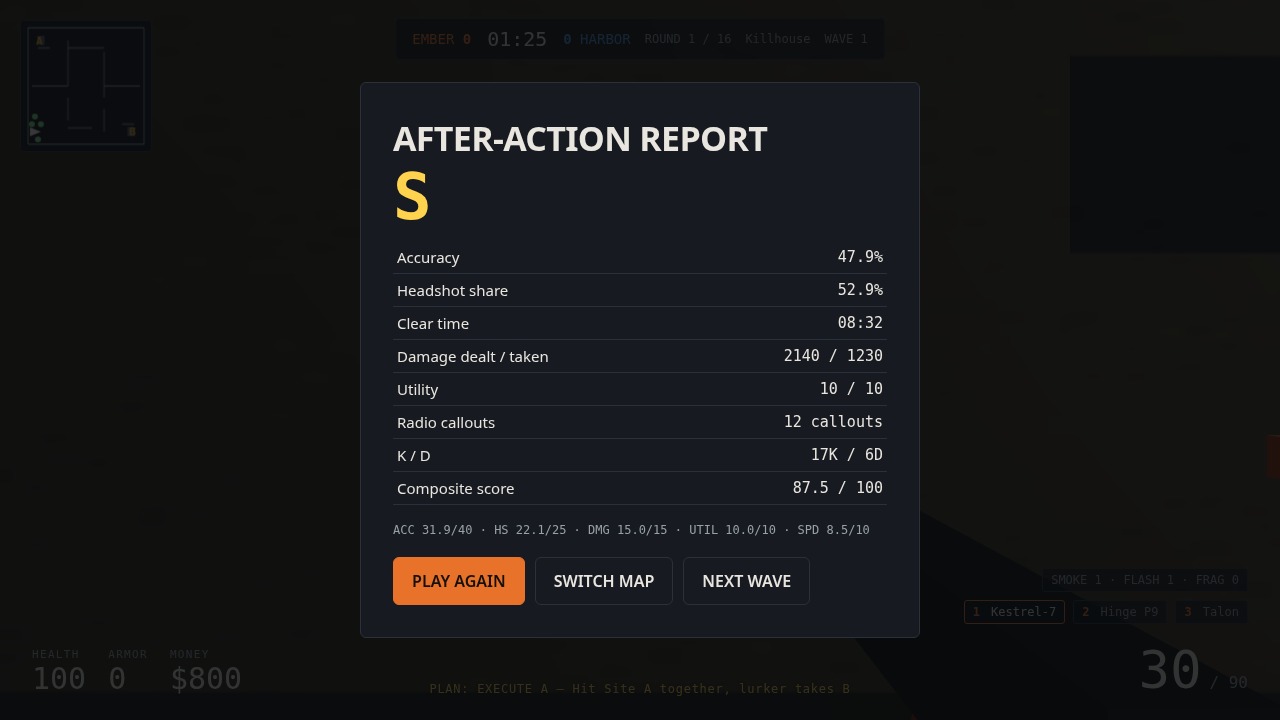 A
EMBER 0 01:25 0 HARBOR ROUND 1 / 16 Killhouse WAVE 1
B
AFTER-ACTION REPORT
S
Accuracy 47.9%
Headshot share 52.9%
Clear time 08:32
Damage dealt / taken 2140 / 1230
Utility 10 / 10
Radio callouts 12 callouts
K / D 17K / 6D
Composite score 87.5 / 100
ACC 31.9/40 · HS 22.1/25 · DMG 15.0/15 · UTIL 10.0/10 · SPD 8.5/10
PLAY AGAIN SWITCH MAP NEXT WAVE
SMOKE 1 · FLASH 1 · FRAG 0
1 Kestrel-7 2 Hinge P9 3 Talon
HEALTH ARMOR MONEY
100 0 $800
30 / 90
PLAN: EXECUTE A — Hit Site A together, lurker takes B